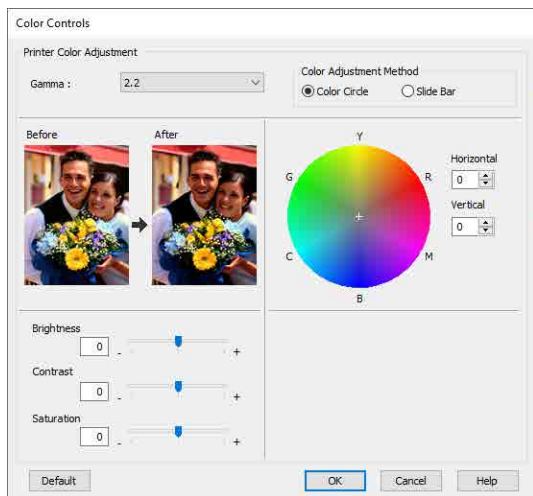 Color Controls
Printer Color Adjustment
Gamma :
2.2
Color Adjustment Method
Color Circle
Slide Bar
Before
After
Y
G
R
C
M
B
Horizontal
0
Vertical
0
Brightness
0
-
+
Contrast
0
-
+
Saturation
0
-
+
Default
OK
Cancel
Help